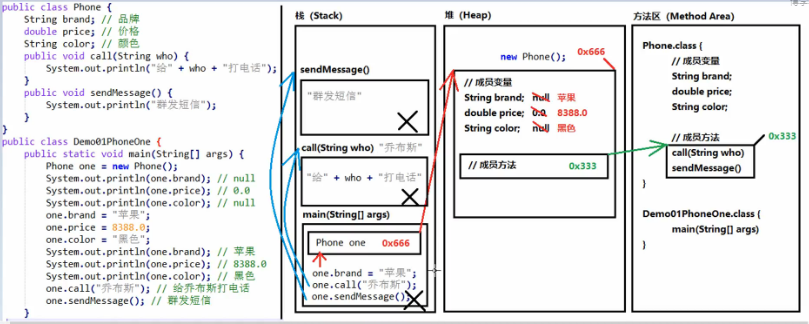 public class Phone {
String brand; // 品牌
double price; // 价格
String color; // 颜色
public void call(String who) {
System.out.println("给" + who + "打电话");
}
public void sendMessage() {
System.out.println("群发短信");
}
}
public class Demo01PhoneOne {
public static void main(String[] args) {
Phone one = new Phone();
System.out.println(one.brand); // null
System.out.println(one.price); // 0.0
System.out.println(one.color); // null
one.brand = "苹果";
one.price = 8388.0;
one.color = "黑色";
System.out.println(one.brand); // 苹果
System.out.println(one.price); // 8388.0
System.out.println(one.color); // 黑色
one.call("乔布斯"); // 给乔布斯打电话
one.sendMessage(); // 群发短信
}
}
栈（Stack）
sendMessage()
"群发短信"
call(String who) "乔布斯"
"给" + who + "打电话"
main(String[] args)
Phone one 0x666
one.brand = "苹果";
one.call("乔布斯");
one.sendMessage();
堆（Heap）
new Phone(); 0x666
// 成员变量
String brand; null 苹果
double price; 0.0 8388.0
String color; null 黑色
// 成员方法 0x333
方法区（Method Area）
Phone.class {
// 成员变量
String brand;
double price;
String color;
// 成员方法 0x333
call(String who)
sendMessage()
}
Demo01PhoneOne.class {
main(String[] args)
}